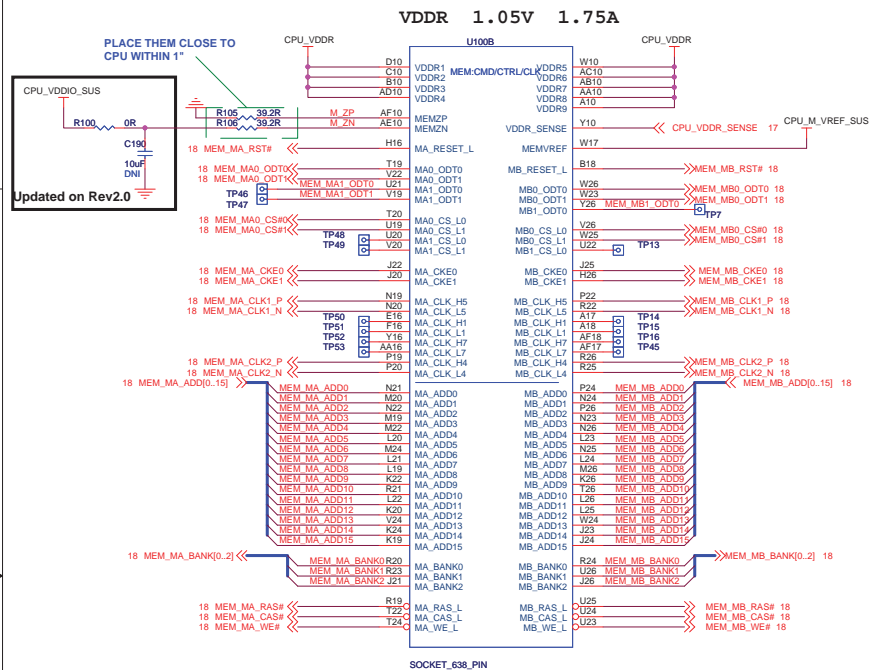 VDDR 1.05V 1.75A
PLACE THEM CLOSE TO
CPU WITHIN 1"
CPU_VDDR
U100B
CPU_VDDR
CPU_VDDIO_SUS
R100 0R
C190
10uF
DNI
Updated on Rev2.0
MEM:CMD/CTRL/CLK
D10 VDDR1 VDDR5 W10
C10 VDDR2 VDDR6 AC10
B10 VDDR3 VDDR7 AB10
AD10 VDDR4 VDDR8 AA10
VDDR9 A10
R105 39.2R M_ZP AF10 MEMZP
R106 39.2R M_ZN AE10 MEMZN
VDDR_SENSE Y10 CPU_VDDR_SENSE 17
CPU_M_VREF_SUS
MEMVREF W17
18 MEM_MA_RST# H16 MA_RESET_L
MB_RESET_L B18 MEM_MB_RST# 18
18 MEM_MA0_ODT0 T19 MA0_ODT0
18 MEM_MA0_ODT1 V22 MA0_ODT1
TP46 MEM_MA1_ODT0 U21 MA1_ODT0
TP47 MEM_MA1_ODT1 V19 MA1_ODT1
MB0_ODT0 W26 MEM_MB0_ODT0 18
MB0_ODT1 W23 MEM_MB0_ODT1 18
MB1_ODT0 Y26 MEM_MB1_ODT0 TP7
18 MEM_MA0_CS#0 T20 MA0_CS_L0
18 MEM_MA0_CS#1 U19 MA0_CS_L1
TP48 U20 MA1_CS_L0
TP49 V20 MA1_CS_L1
MB0_CS_L0 V26 MEM_MB0_CS#0 18
MB0_CS_L1 W25 MEM_MB0_CS#1 18
MB1_CS_L0 U22 TP13
18 MEM_MA_CKE0 J22 MA_CKE0 MB_CKE0 J25 MEM_MB_CKE0 18
18 MEM_MA_CKE1 J20 MA_CKE1 MB_CKE1 H26 MEM_MB_CKE1 18
18 MEM_MA_CLK1_P N19 MA_CLK_H5 MB_CLK_H5 P22 MEM_MB_CLK1_P 18
18 MEM_MA_CLK1_N N20 MA_CLK_L5 MB_CLK_L5 R22 MEM_MB_CLK1_N 18
TP50 E16 MA_CLK_H1 MB_CLK_H1 A17 TP14
TP51 F16 MA_CLK_L1 MB_CLK_L1 A18 TP15
TP52 Y16 MA_CLK_H7 MB_CLK_H7 AF18 TP16
TP53 AA16 MA_CLK_L7 MB_CLK_L7 AF17 TP45
18 MEM_MA_CLK2_P P19 MA_CLK_H4 MB_CLK_H4 R26 MEM_MB_CLK2_P 18
18 MEM_MA_CLK2_N P20 MA_CLK_L4 MB_CLK_L4 R25 MEM_MB_CLK2_N 18
18 MEM_MA_ADD[0..15] MEM_MB_ADD[0..15] 18
MEM_MA_ADD0 N21 MA_ADD0 MB_ADD0 P24 MEM_MB_ADD0
MEM_MA_ADD1 M20 MA_ADD1 MB_ADD1 N24 MEM_MB_ADD1
MEM_MA_ADD2 N22 MA_ADD2 MB_ADD2 P26 MEM_MB_ADD2
MEM_MA_ADD3 M19 MA_ADD3 MB_ADD3 N23 MEM_MB_ADD3
MEM_MA_ADD4 M22 MA_ADD4 MB_ADD4 N26 MEM_MB_ADD4
MEM_MA_ADD5 L20 MA_ADD5 MB_ADD5 L23 MEM_MB_ADD5
MEM_MA_ADD6 M24 MA_ADD6 MB_ADD6 N25 MEM_MB_ADD6
MEM_MA_ADD7 L21 MA_ADD7 MB_ADD7 L24 MEM_MB_ADD7
MEM_MA_ADD8 L19 MA_ADD8 MB_ADD8 M26 MEM_MB_ADD8
MEM_MA_ADD9 K22 MA_ADD9 MB_ADD9 K26 MEM_MB_ADD9
MEM_MA_ADD10 R21 MA_ADD10 MB_ADD10 T26 MEM_MB_ADD10
MEM_MA_ADD11 L22 MA_ADD11 MB_ADD11 L26 MEM_MB_ADD11
MEM_MA_ADD12 K20 MA_ADD12 MB_ADD12 L25 MEM_MB_ADD12
MEM_MA_ADD13 V24 MA_ADD13 MB_ADD13 W24 MEM_MB_ADD13
MEM_MA_ADD14 K24 MA_ADD14 MB_ADD14 J23 MEM_MB_ADD14
MEM_MA_ADD15 K19 MA_ADD15 MB_ADD15 J24 MEM_MB_ADD15
18 MEM_MA_BANK[0..2] MEM_MB_BANK[0..2] 18
MEM_MA_BANK0 R20 MA_BANK0 MB_BANK0 R24 MEM_MB_BANK0
MEM_MA_BANK1 R23 MA_BANK1 MB_BANK1 U26 MEM_MB_BANK1
MEM_MA_BANK2 J21 MA_BANK2 MB_BANK2 J26 MEM_MB_BANK2
18 MEM_MA_RAS# R19 MA_RAS_L MB_RAS_L U25 MEM_MB_RAS# 18
18 MEM_MA_CAS# T22 MA_CAS_L MB_CAS_L U24 MEM_MB_CAS# 18
18 MEM_MA_WE# T24 MA_WE_L MB_WE_L U23 MEM_MB_WE# 18
SOCKET_638_PIN